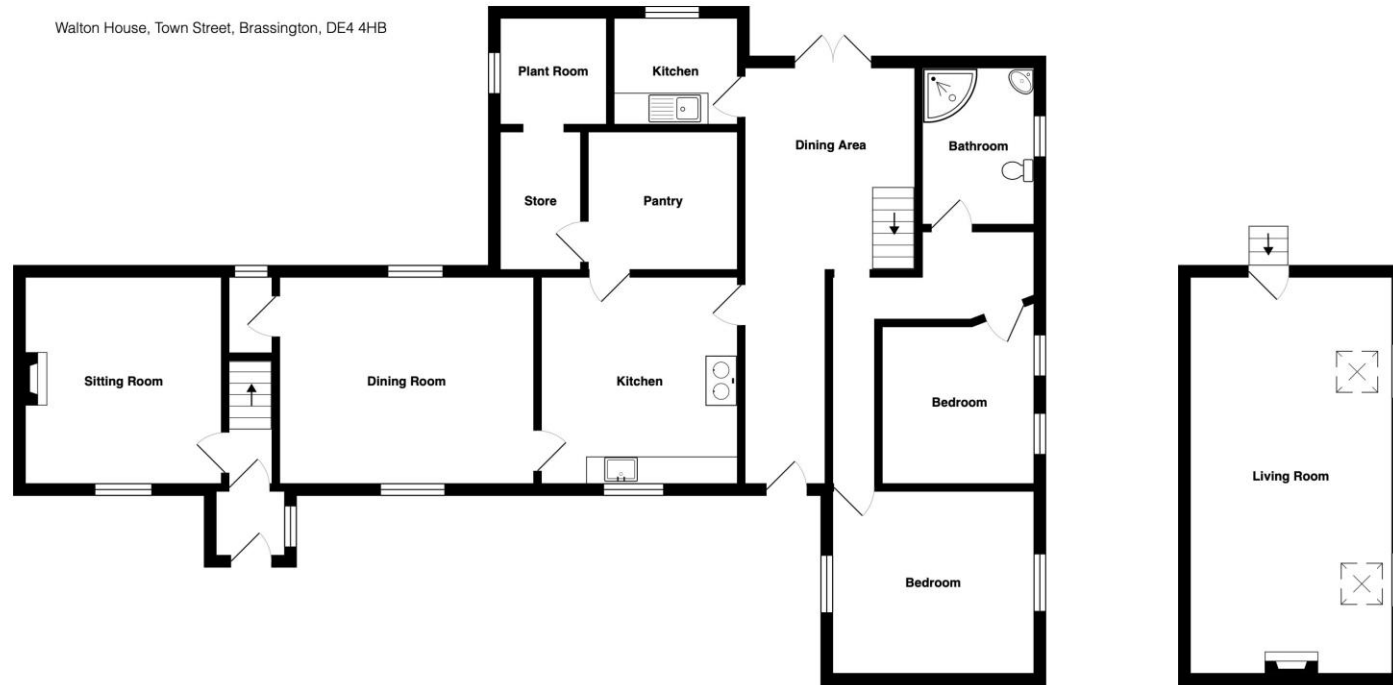 Walton House, Town Street, Brassington, DE4 4HB
Plant Room
Kitchen
Dining Area
Bathroom
Store
Pantry
Sitting Room
Dining Room
Kitchen
Bedroom
Living Room
Bedroom